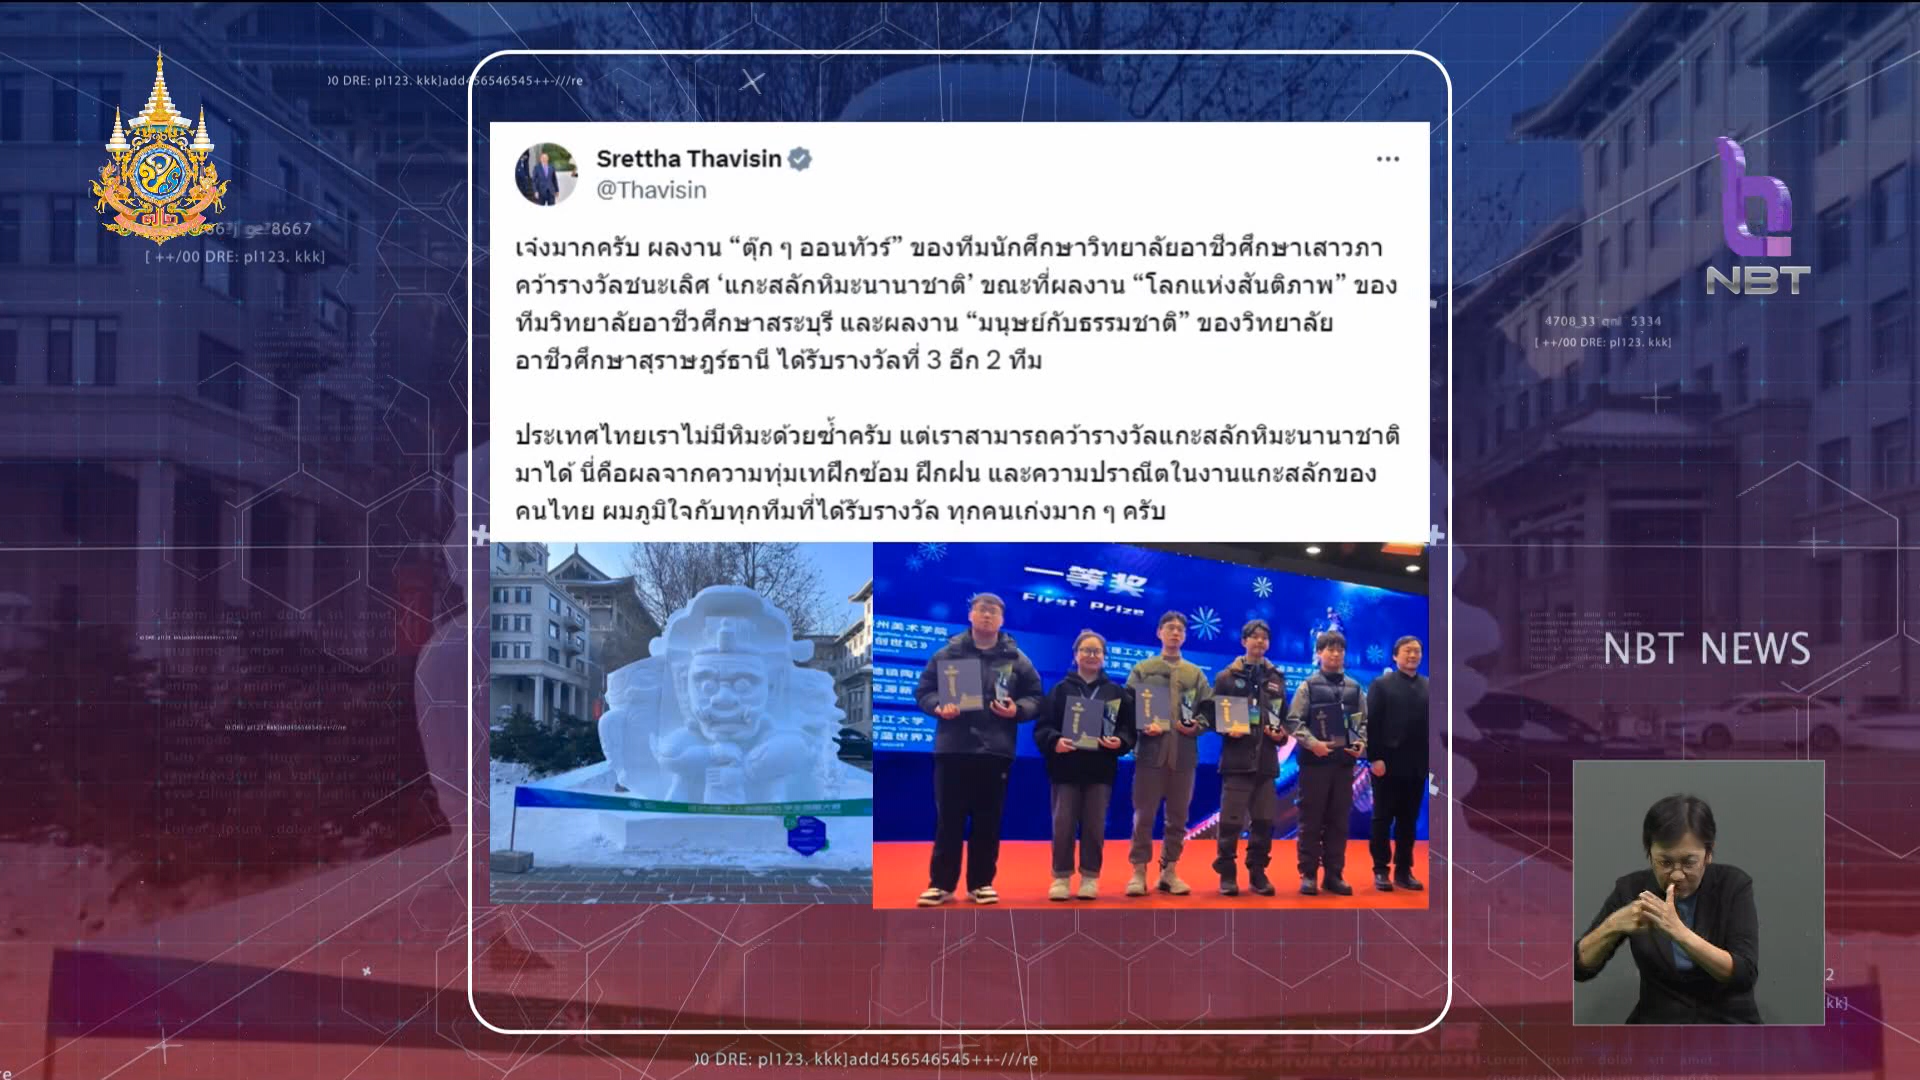 00 DRE: pl123. kkk]add456546545++-///re
Srettha Thavisin
@Thavisin
เจ๋งมากครับ ผลงาน “ตุ๊ก ๆ ออนทัวร์” ของทีมนักศึกษาวิทยาลัยอาชีวศึกษาเสาวภา
คว้ารางวัลชนะเลิศ ‘แกะสลักหิมะนานาชาติ’ ขณะที่ผลงาน “โลกแห่งสันติภาพ” ของ
ทีมวิทยาลัยอาชีวศึกษาสระบุรี และผลงาน “มนุษย์กับธรรมชาติ” ของวิทยาลัย
อาชีวศึกษาสุราษฎร์ธานี ได้รับรางวัลที่ 3 อีก 2 ทีม
ประเทศไทยเราไม่มีหิมะด้วยซ้ำครับ แต่เราสามารถคว้ารางวัลแกะสลักหิมะนานาชาติ
มาได้ นี่คือผลจากความทุ่มเทฝึกซ้อม ฝึกฝน และความปราณีตในงานแกะสลักของ
คนไทย ผมภูมิใจกับทุกทีมที่ได้รับรางวัล ทุกคนเก่งมาก ๆ ครับ
一等奖
First Prize
州美术学院
创世纪》
理工大学
江大学
蓝世界》
8667
[ ++/00 DRE: pl123. kkk]
NBT
4708 33
5334
[ ++/00 DRE: pl123. kkk]
NBT NEWS
00 DRE: pl123. kkk]add456546545++-///re